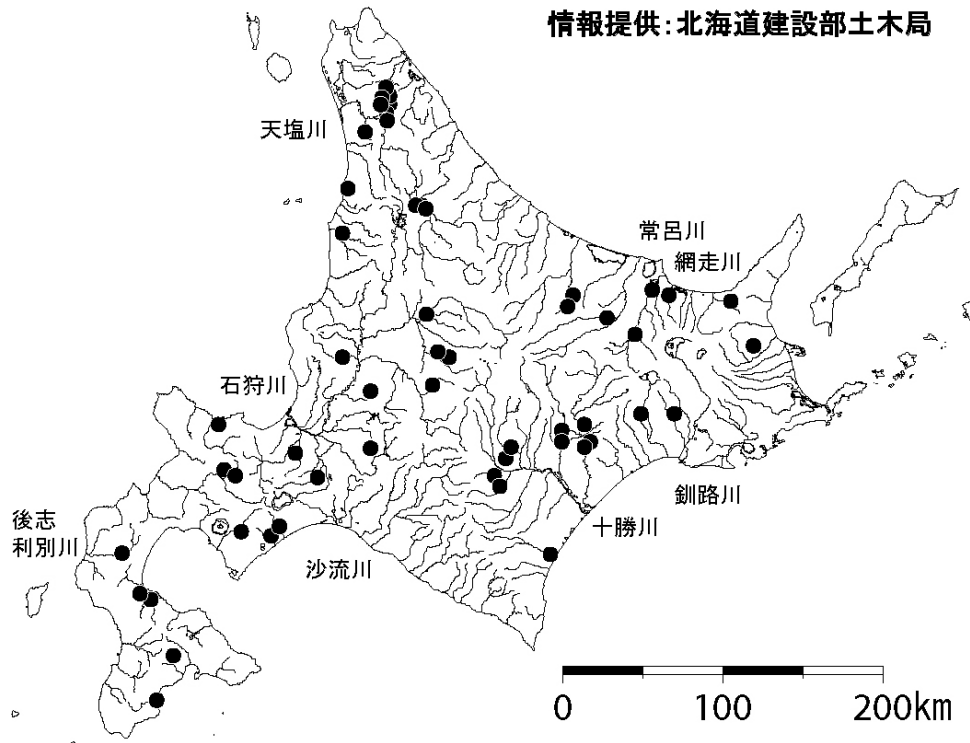 情報提供:北海道建設部土木局
天塩川
常呂川
網走川
石狩川
釧路川
後志
利別川
十勝川
沙流川
0 100 200km